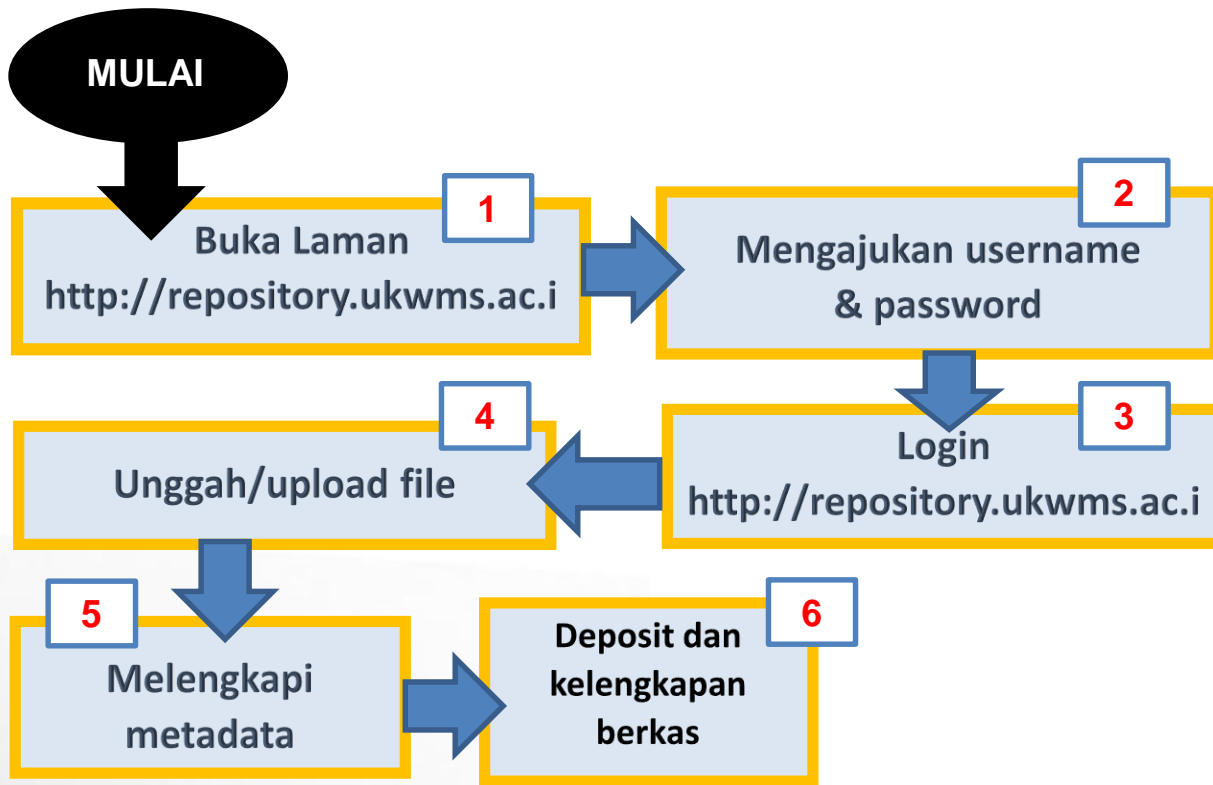 MULAI
1
Buka Laman
http://repository.ukwms.ac.i
2
Mengajukan username
& password
3
Login
http://repository.ukwms.ac.i
4
Unggah/upload file
5
Melengkapi
metadata
6
Deposit dan
kelengkapan
berkas